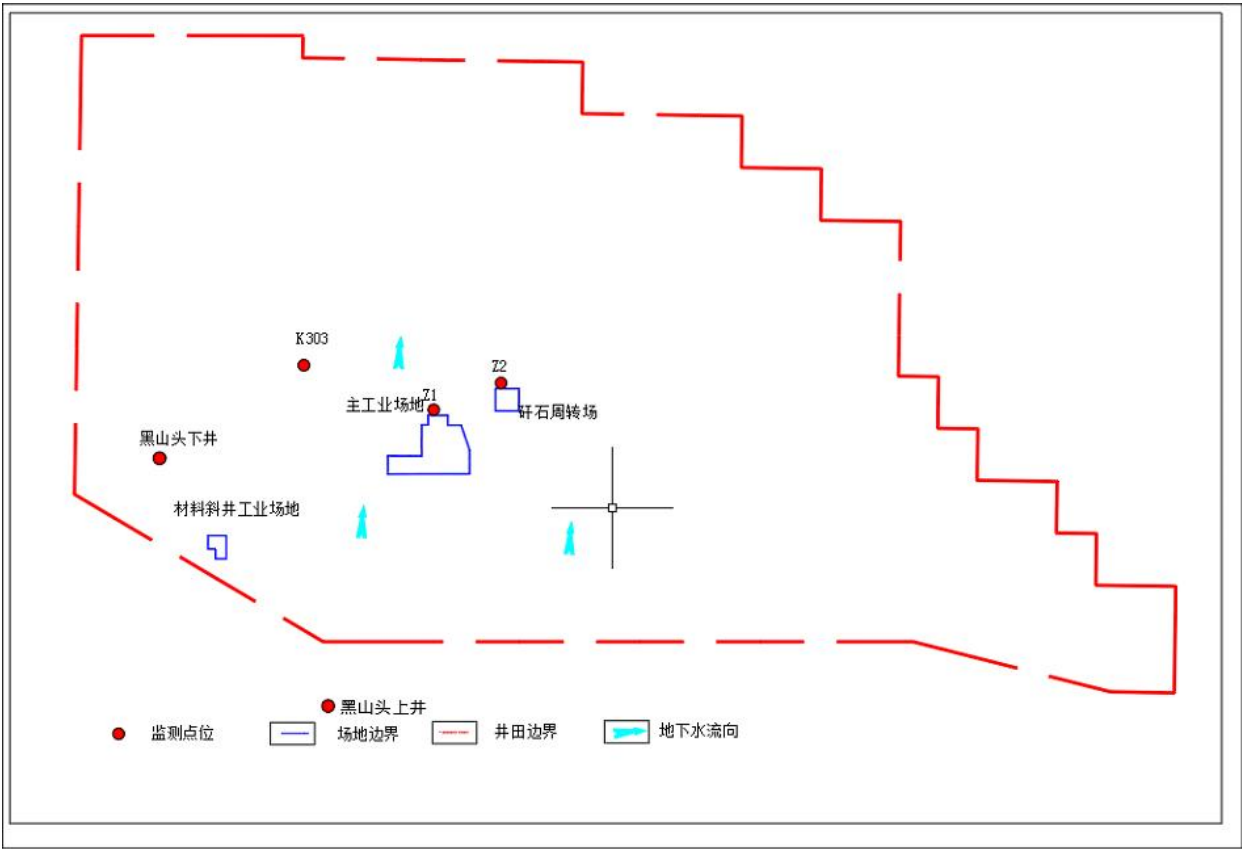 K303
Z2
Z1
主工业场地
矸石周转场
黑山头下井
材料斜井工业场地
黑山头上井
监测点位
场地边界
井田边界
地下水流向